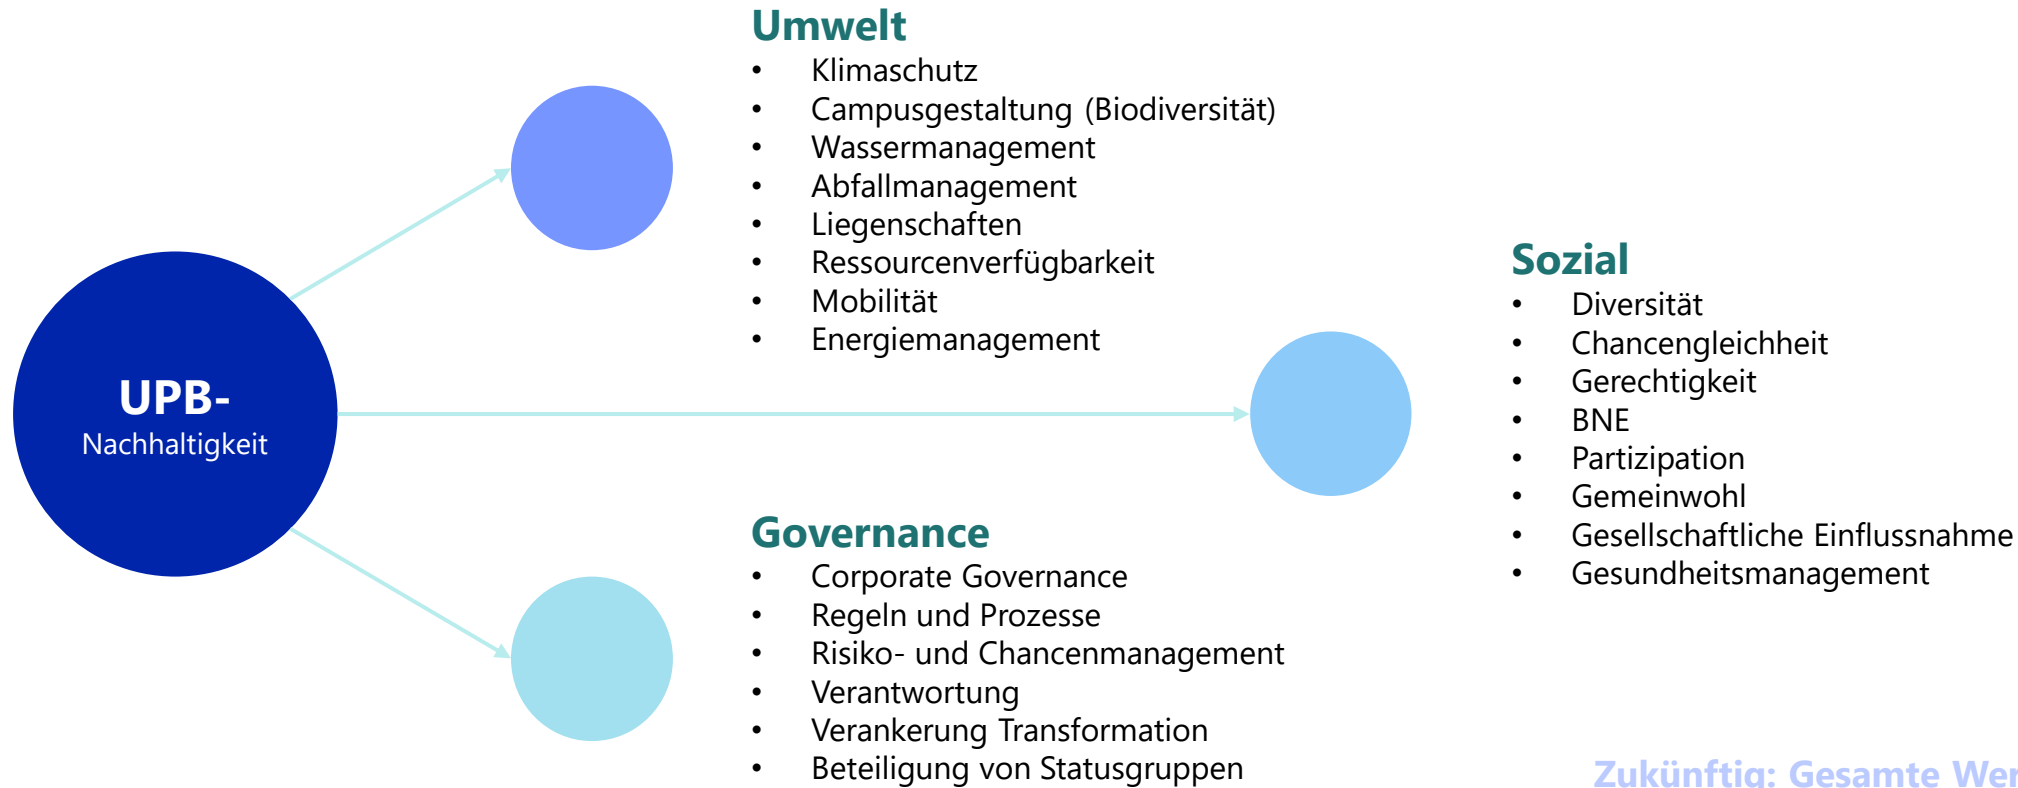 UPB-
Nachhaltigkeit
Umwelt
• Klimaschutz
• Campusgestaltung (Biodiversität)
• Wassermanagement
• Abfallmanagement
• Liegenschaften
• Ressourcenverfügbarkeit
• Mobilität
• Energiemanagement
Governance
• Corporate Governance
• Regeln und Prozesse
• Risiko- und Chancenmanagement
• Verantwortung
• Verankerung Transformation
• Beteiligung von Statusgruppen
Sozial
• Diversität
• Chancengleichheit
• Gerechtigkeit
• BNE
• Partizipation
• Gemeinwohl
• Gesellschaftliche Einflussnahme
• Gesundheitsmanagement
Zukünftig: Gesamte